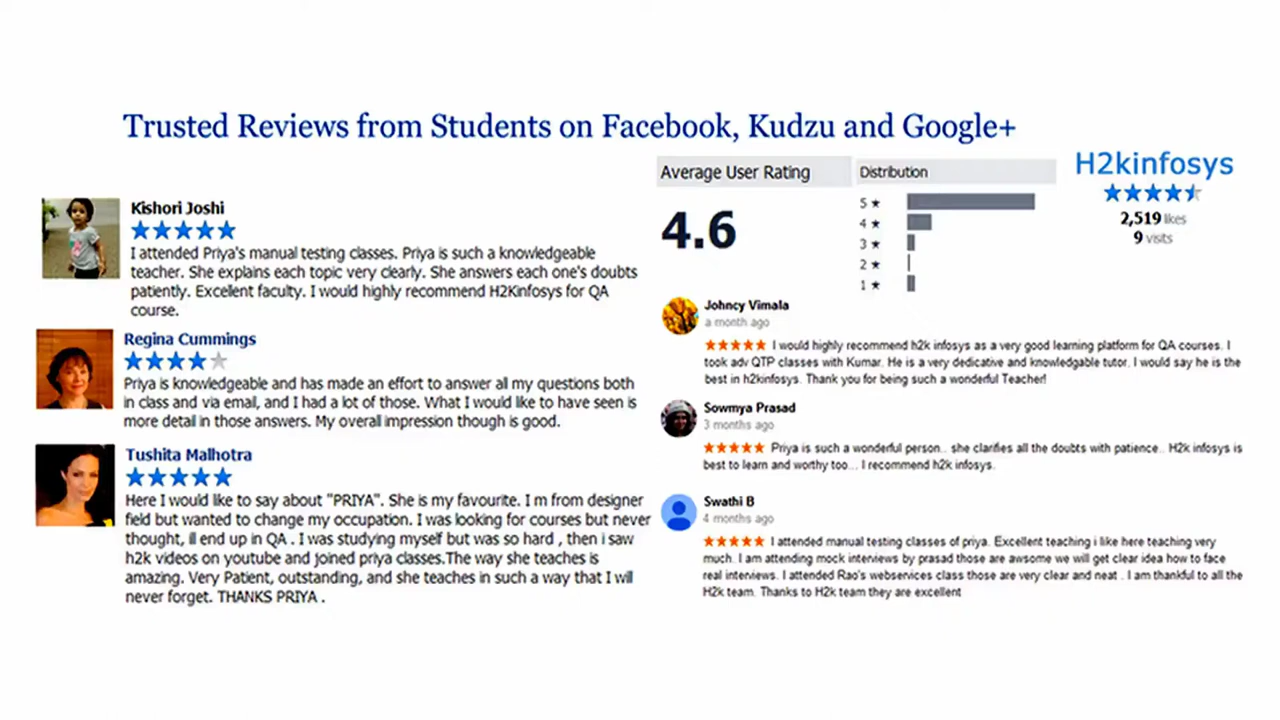 Trusted Reviews from Students on Facebook, Kudzu and Google+
Kishori Joshi
I attended Priya's manual testing classes. Priya is such a knowledgeable
teacher. She explains each topic very clearly. She answers each one's doubts
patiently. Excellent faculty. I would highly recommend H2Kinfosys for QA
course.
Regina Cummings
Priya is knowledgeable and has made an effort to answer all my questions both
in class and via email, and I had a lot of those. What I would like to have seen is
more detail in those answers. My overall impression though is good.
Tushita Malhotra
Here I would like to say about "PRIYA". She is my favourite. I m from designer
field but wanted to change my occupation. I was looking for courses but never
thought, ill end up in QA . I was studying myself but was so hard , then i saw
h2k videos on youtube and joined priya classes.The way she teaches is
amazing. Very Patient, outstanding, and she teaches in such a way that I will
never forget. THANKS PRIYA .
Average User Rating
4.6
Distribution
5 ★
4 ★
3 ★
2 ★
1 ★
H2kinfosys
2,519 likes
9 visits
Johncy Vimala
a month ago
I would highly recommend h2k infosys as a very good learning platform for QA courses. I
took adv QTP classes with Kumar. He is a very dedicative and knowledgable tutor. I would say he is the
best in h2kinfosys. Thank you for being such a wonderful Teacher!
Sowmya Prasad
3 months ago
Priya is such a wonderful person.. she clarifies all the doubts with patience.. H2k infosys is
best to learn and worthy too... I recommend h2k infosys.
Swathi B
4 months ago
I attended manual testing classes of priya. Excellent teaching i like here teaching very
much. I am attending mock interviews by prasad those are awsome we will get clear idea how to face
real interviews. I attended Rao's webservices class those are very clear and neat . I am thankful to all the
H2k team. Thanks to H2k team they are excellent